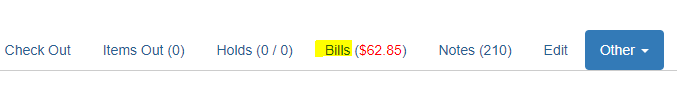 Check Out Items Out (0) Holds (0 / 0) Bills ($62.85) Notes (210) Edit Other